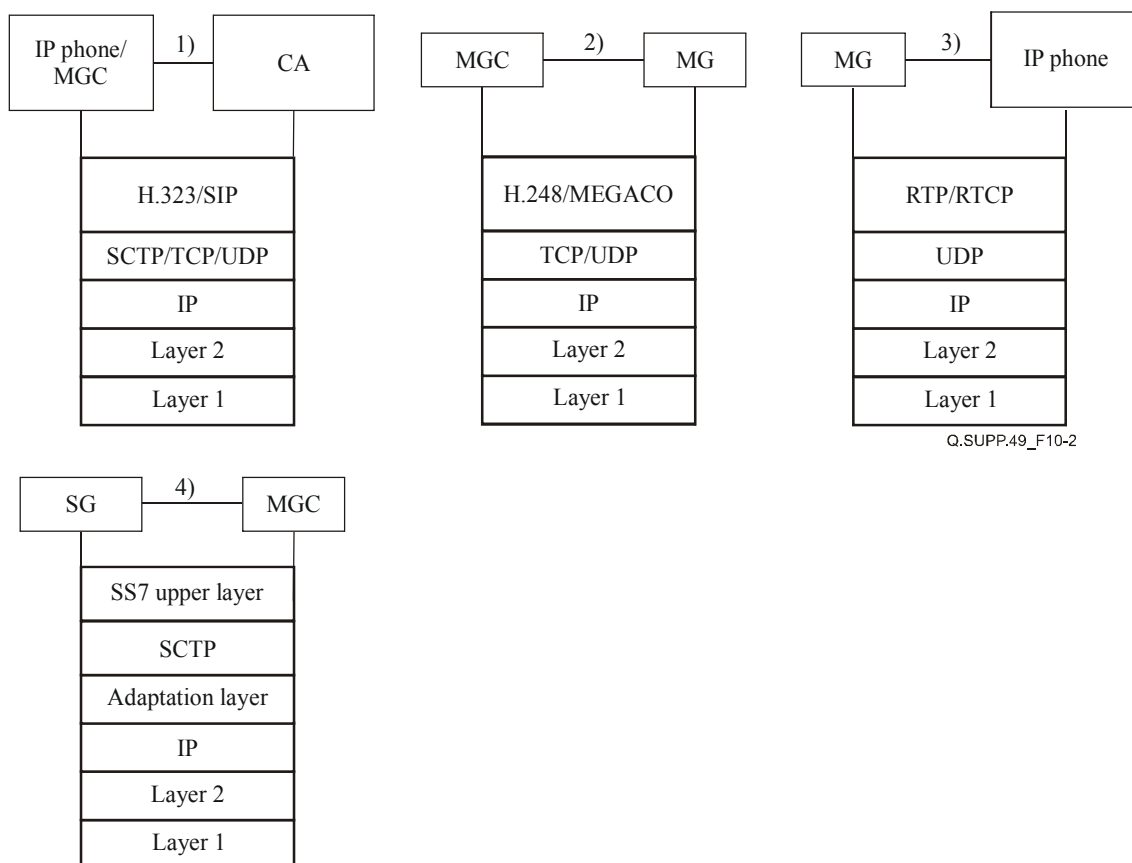 IP phone/
MGC
1)
CA
H.323/SIP
SCTP/TCP/UDP
IP
Layer 2
Layer 1
MGC
2)
MG
H.248/MEGACO
TCP/UDP
IP
Layer 2
Layer 1
MG
3)
IP phone
RTP/RTCP
UDP
IP
Layer 2
Layer 1
Q.SUPP.49_F10-2
SG
4)
MGC
SS7 upper layer
SCTP
Adaptation layer
IP
Layer 2
Layer 1